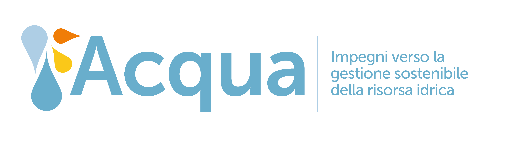 Acqua
Impegni verso la
gestione sostenibile
della risorsa idrica